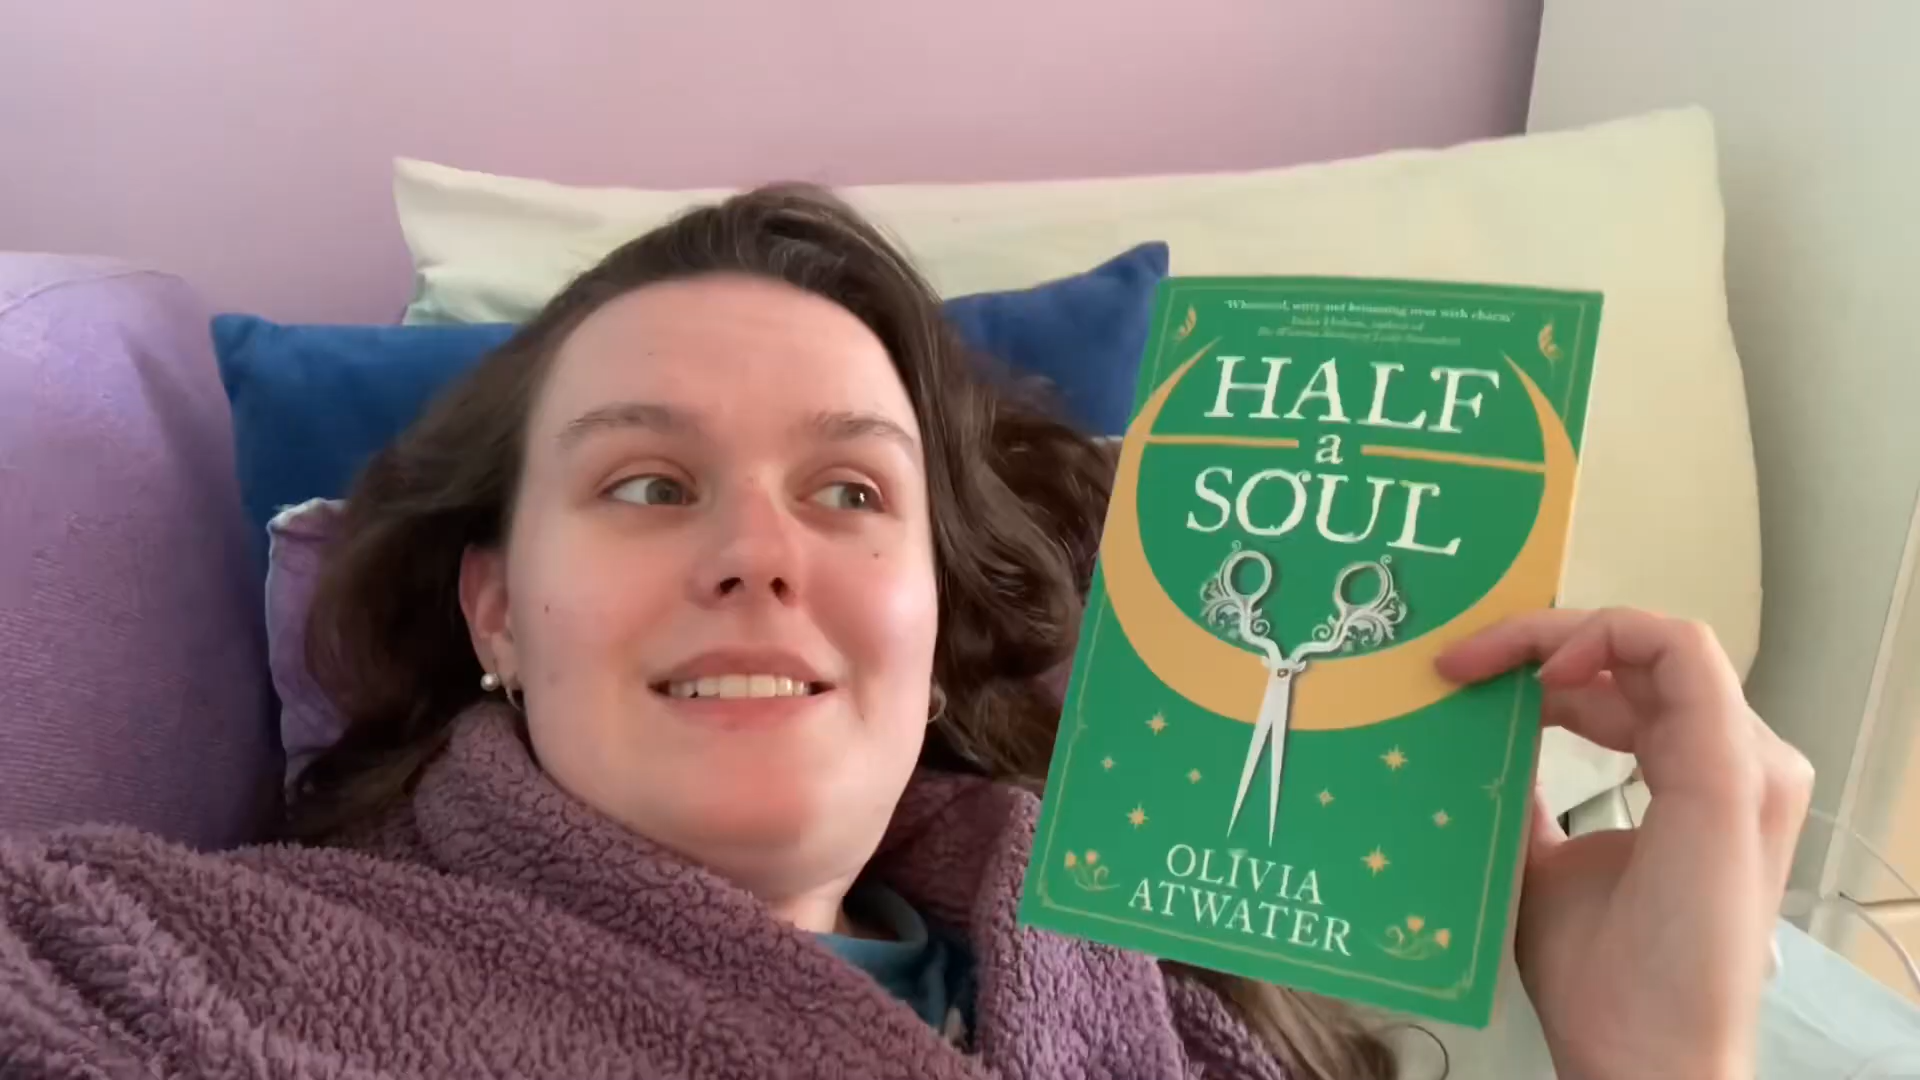 'Whimsical, witty and brimming over with charm'
HALF
a
SOUL
OLIVIA
ATWATER